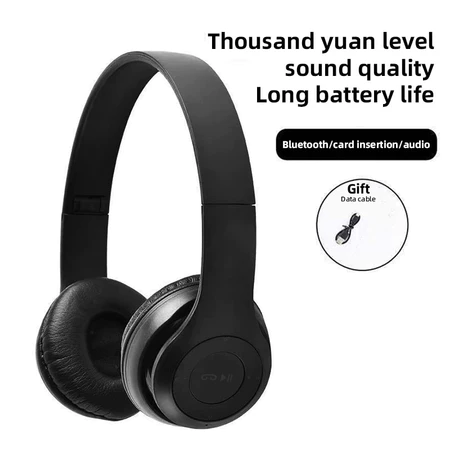 Thousand yuan level
sound quality
Long battery life
Bluetooth/card insertion/audio
Gift
Data cable